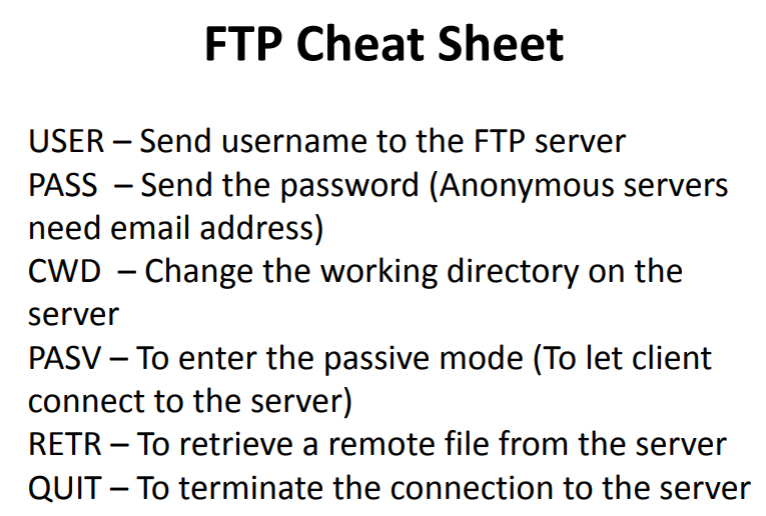 FTP Cheat Sheet
USER – Send username to the FTP server
PASS – Send the password (Anonymous servers
need email address)
CWD – Change the working directory on the
server
PASV – To enter the passive mode (To let client
connect to the server)
RETR – To retrieve a remote file from the server
QUIT – To terminate the connection to the server